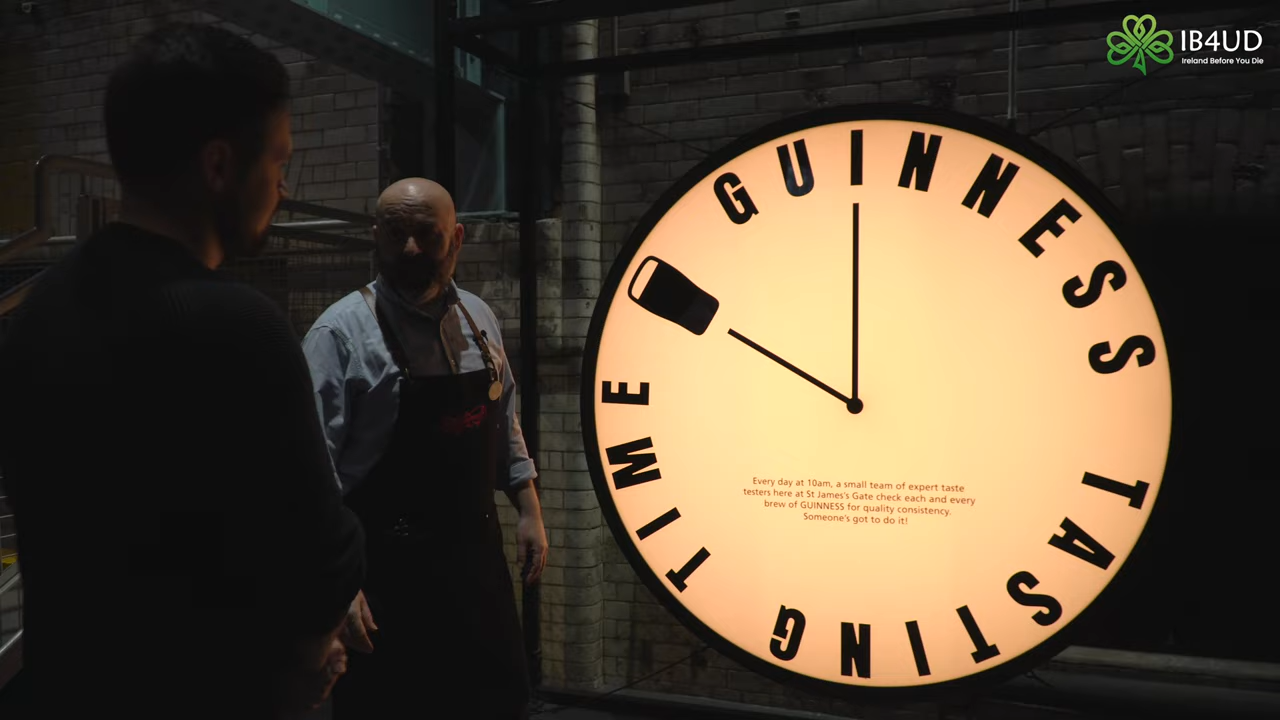 IB4UD
Ireland Before You Die
GUINNESS TASTING TIME
Every day at 10am, a small team of expert taste
testers here at St James's Gate check each and every
brew of GUINNESS for quality consistency.
Someone's got to do it!